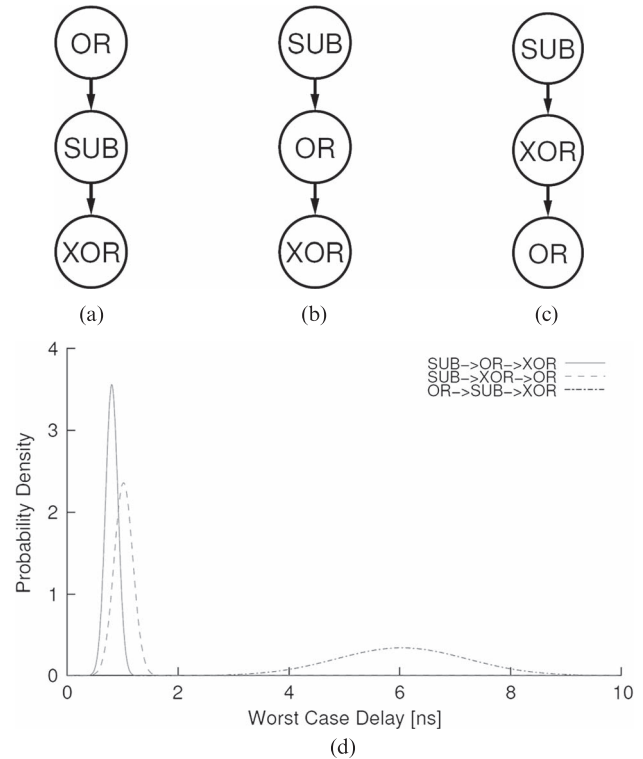 OR
SUB
XOR
(a)
SUB
OR
XOR
(b)
SUB
XOR
OR
(c)
4
3
2
1
0
Probability Density
SUB->OR->XOR
SUB->XOR->OR
OR->SUB->XOR
0 2 4 6 8 10
Worst Case Delay [ns]
(d)